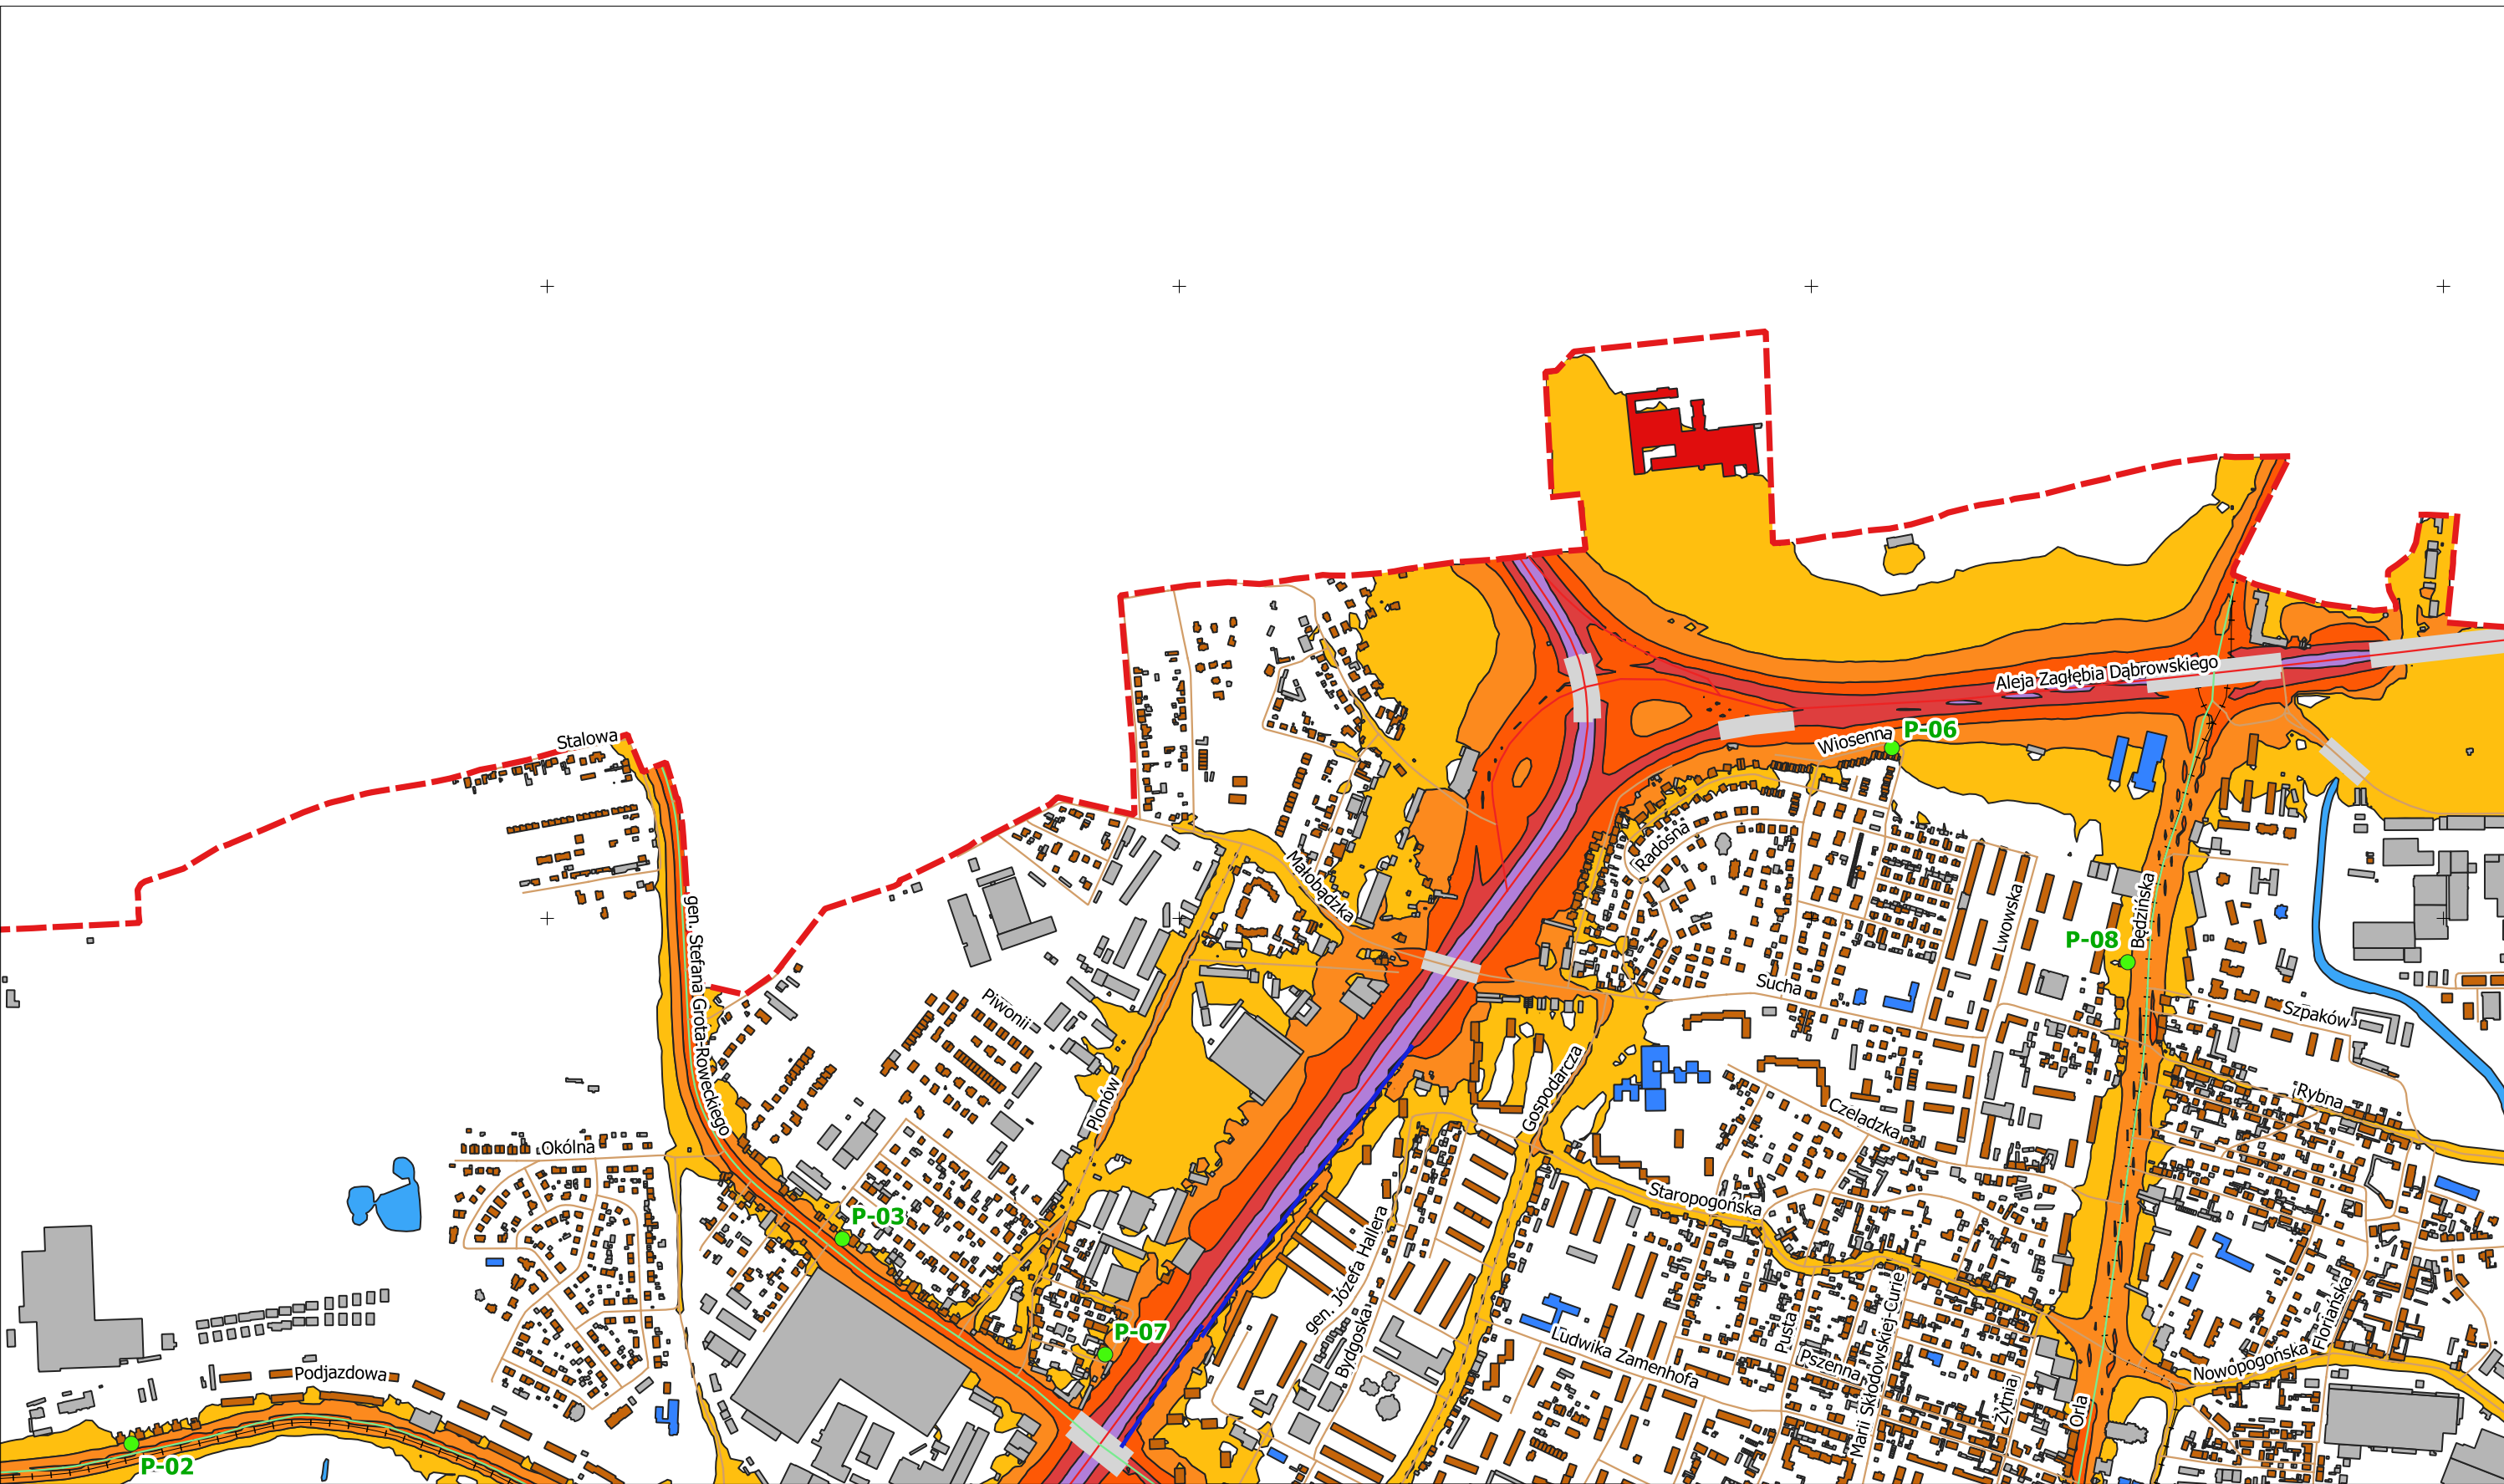 Aleja Zagłębia Dąbrowskiego
P-06
Wiosenna
Stalowa
Radosna
Małobądzka
Lwowska
Będzińska
P-08
gen. Stefana Grota-Roweckiego
Piwonii
Sucha
Szpaków
Plonów
Gospodarcza
Czeladzka
Rybna
Okólna
Staropogońska
P-03
gen. Józefa Hallera
P-07
Bydgoska
Ludwika Zamenhofa
Pusta
Pszenna
Marii Skłodowskiej-Curie
Floriańska
Nowopogońska
Podjazdowa
Żytnia
Orla
P-02